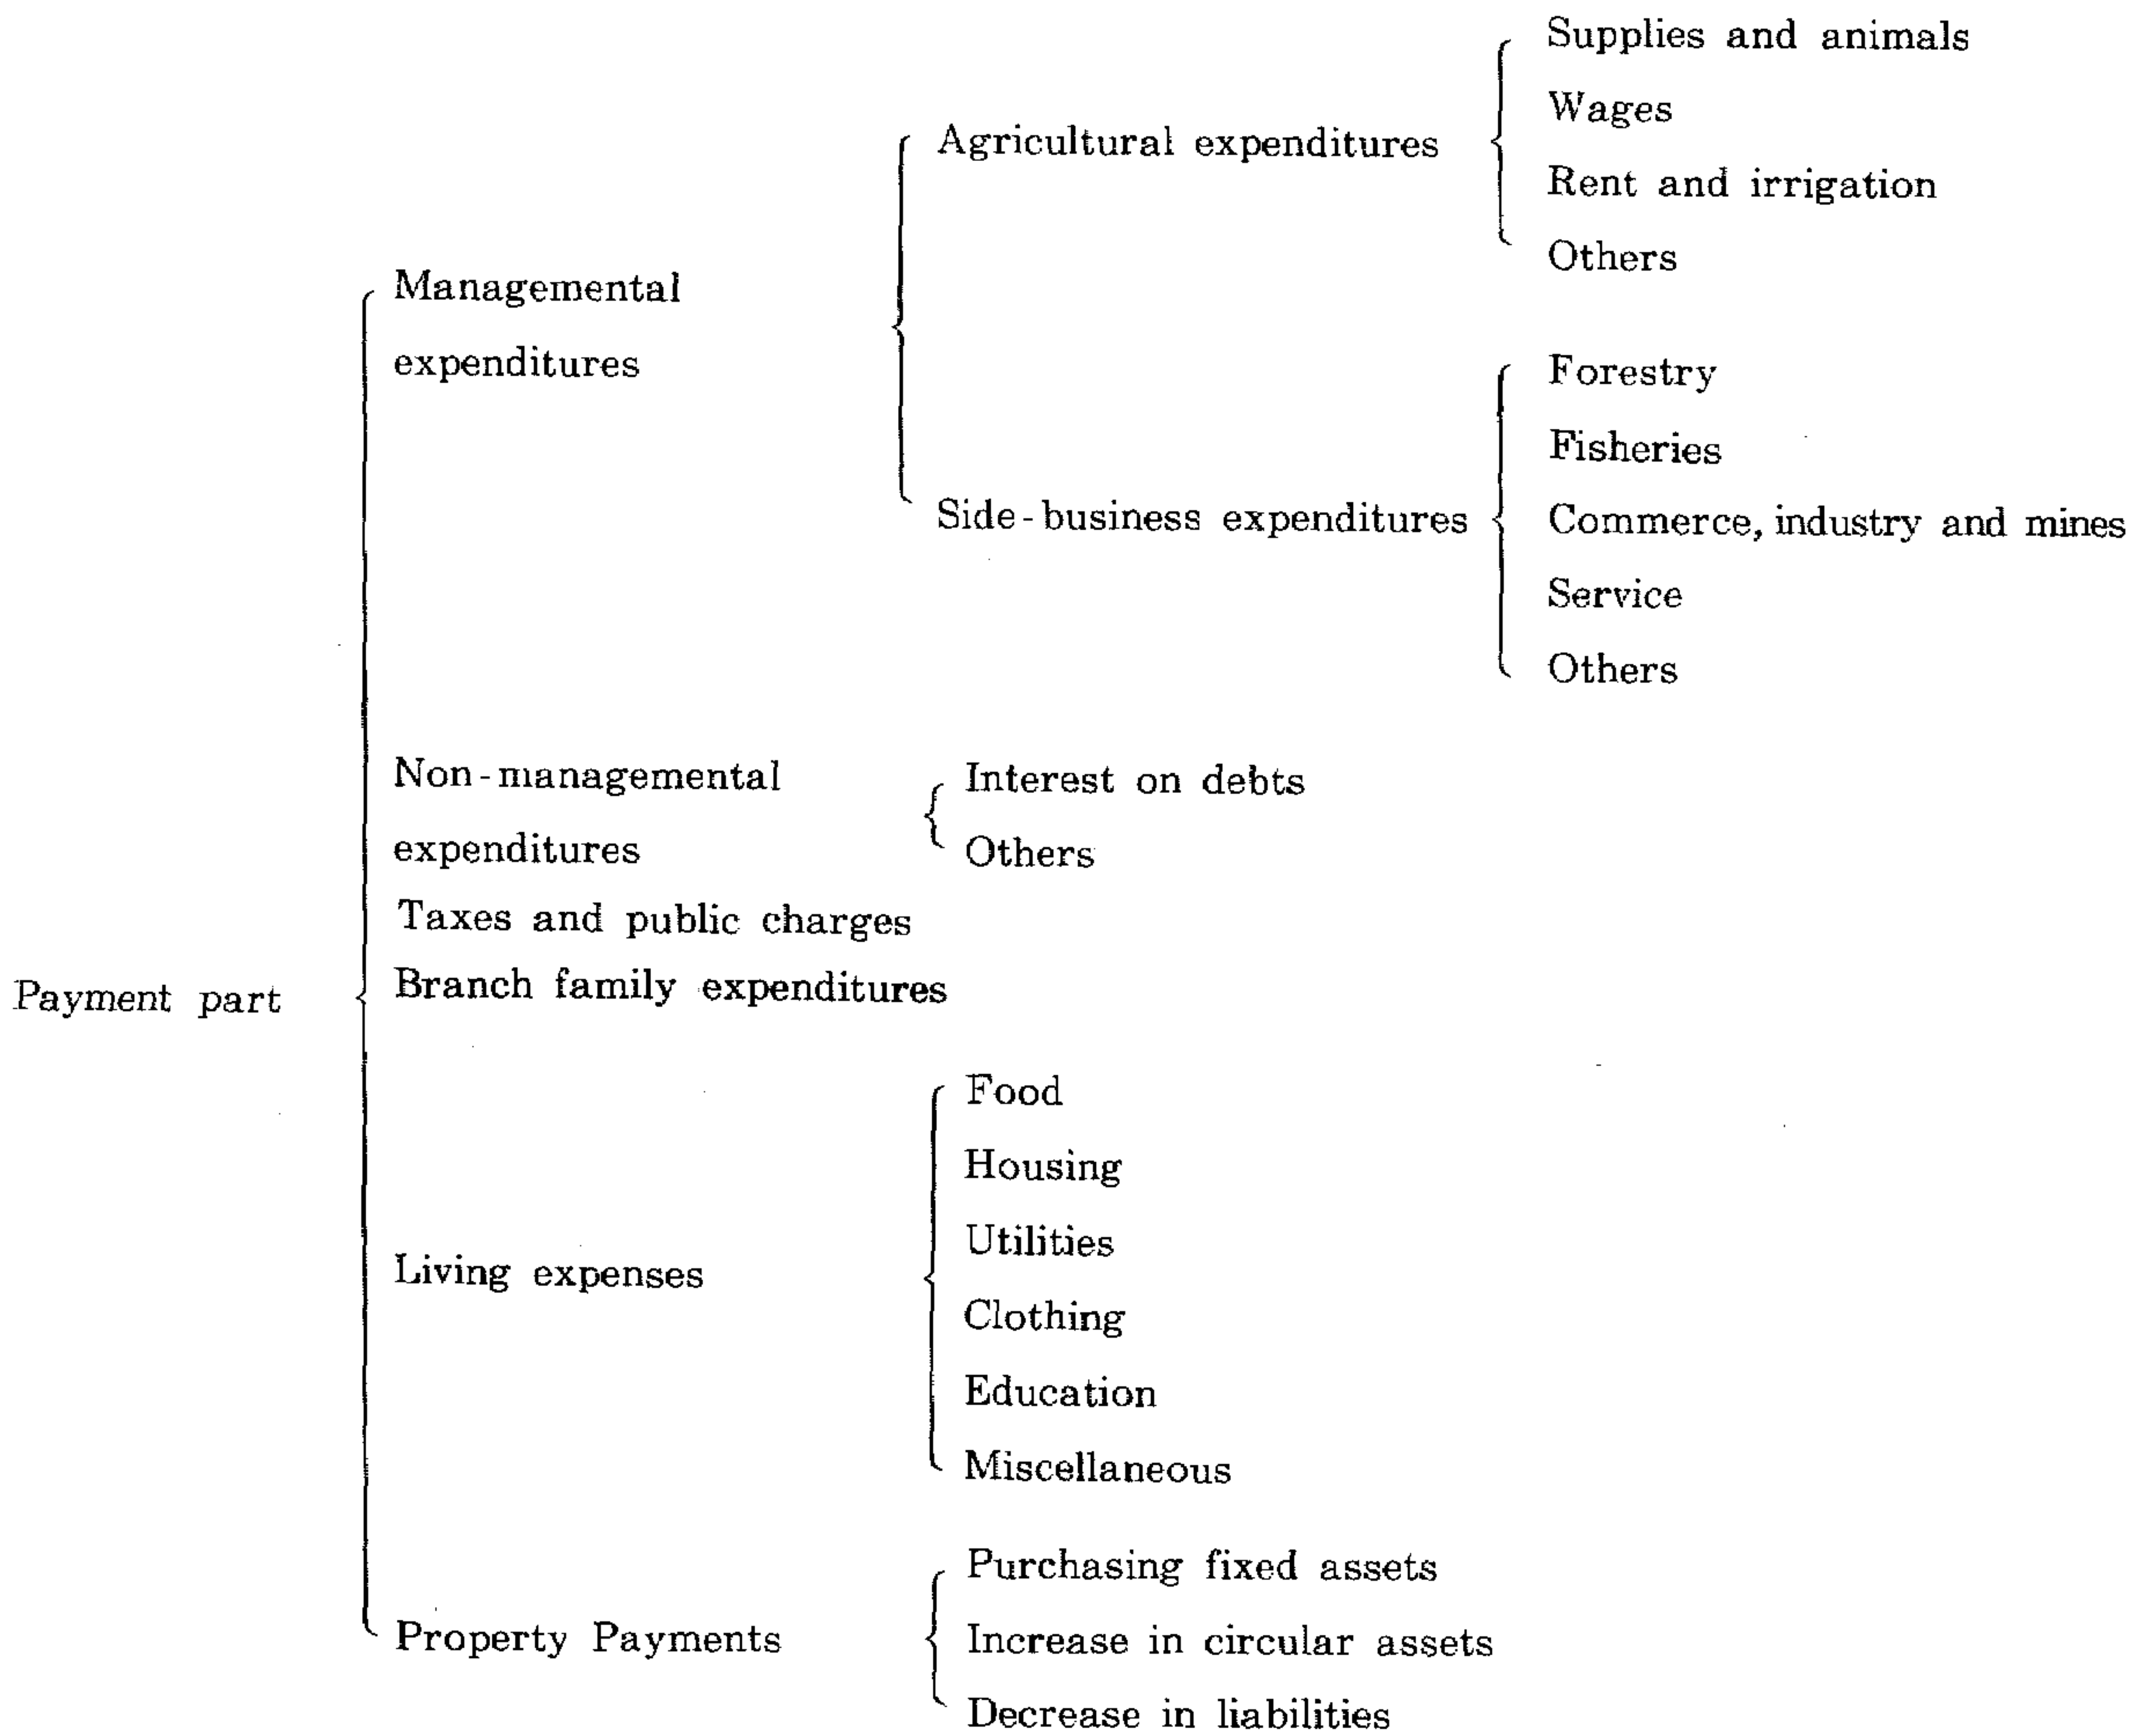 Supplies and animals
Wages
Agricultural expenditures
Rent and irrigation
Others
Managemental
expenditures
Forestry
Fisheries
Side-business expenditures
Commerce, industry and mines
Service
Others
Non-managemental
expenditures
Interest on debts
Others
Taxes and public charges
Branch family expenditures
Payment part
Food
Housing
Utilities
Living expenses
Clothing
Education
Miscellaneous
Purchasing fixed assets
Property Payments
Increase in circular assets
Decrease in liabilities